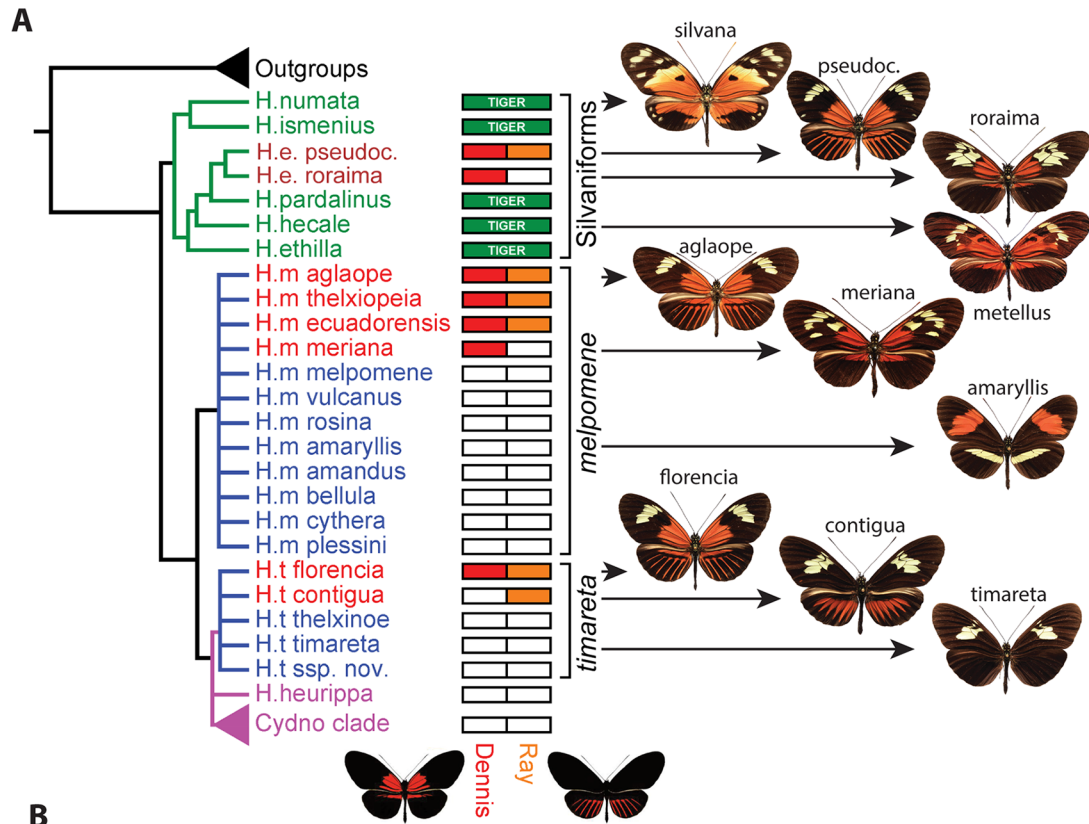 A
Outgroups
H.numata TIGER
H.ismenius TIGER
H.e. pseudoc.
H.e. roraima
H.pardalinus TIGER
H.hecale TIGER
H.ethilla TIGER
H.m aglaope
H.m thelxiopeia
H.m ecuadorensis
H.m meriana
H.m melpomene
H.m vulcanus
H.m rosina
H.m amaryllis
H.m amandus
H.m bellula
H.m cythera
H.m plessini
H.t florencia
H.t contigua
H.t thelxinoe
H.t timareta
H.t ssp. nov.
H.heurippa
Cydno clade
Dennis
Ray
Silvaniforms
melpomene
timareta
silvana
pseudoc.
roraima
metellus
aglaope
meriana
amaryllis
florencia
contigua
timareta
B